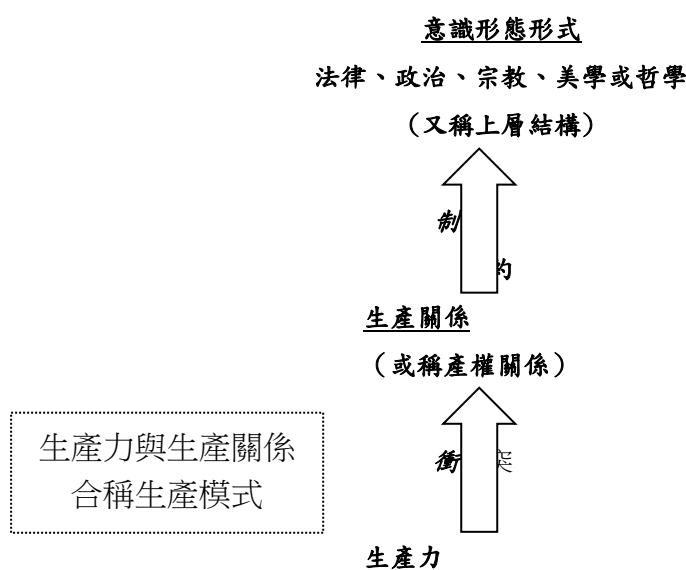 意識形態形式
法律、政治、宗教、美學或哲學
（又稱上層結構）
制
約
生產關係
（或稱產權關係）
生產力與生產關係
合稱生產模式
衝突
生產力